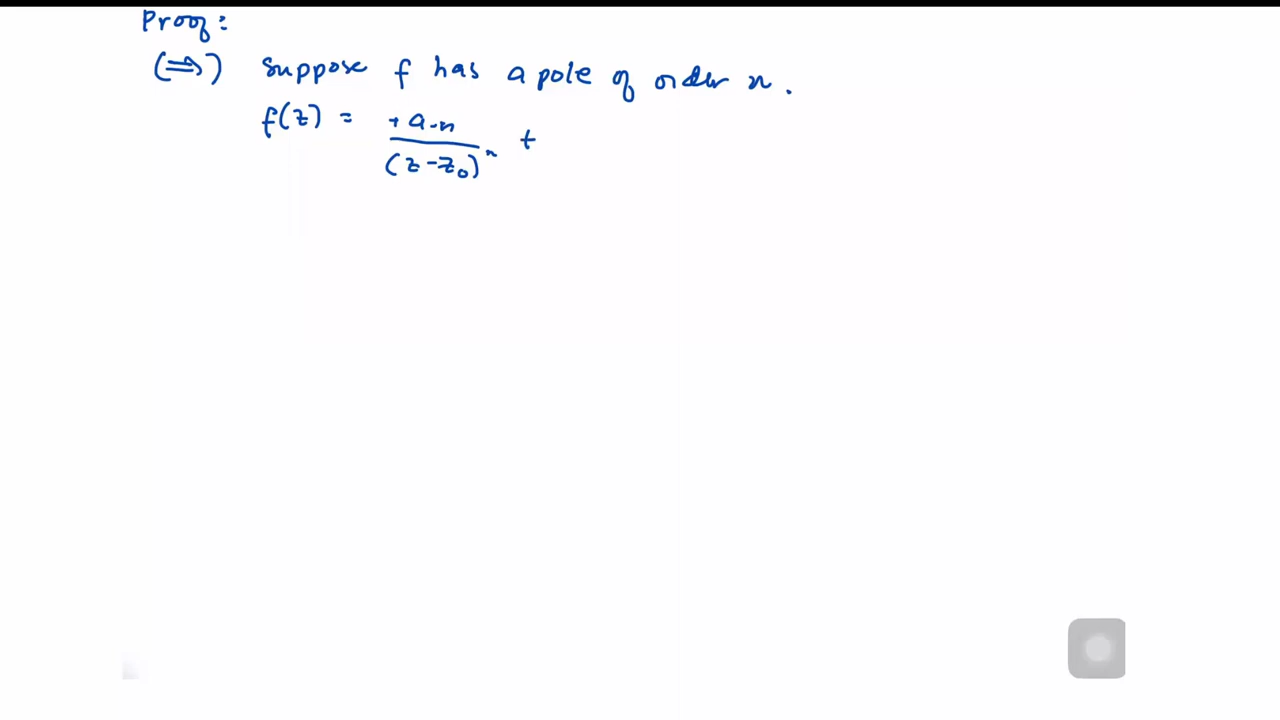 Proof:
(⇒) Suppose f has a pole of order n.
f(z) = + a-n / (z-z₀)ⁿ +